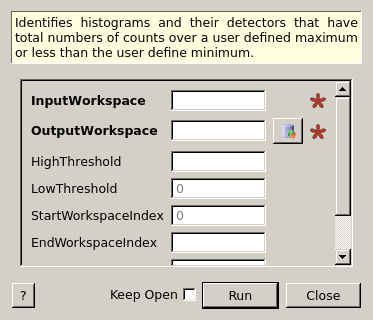 Identifies histograms and their detectors that have
total numbers of counts over a user defined maximum
or less than the user define minimum.
InputWorkspace
OutputWorkspace
HighThreshold
LowThreshold 0
StartWorkspaceIndex 0
EndWorkspaceIndex
? Keep Open Run Close